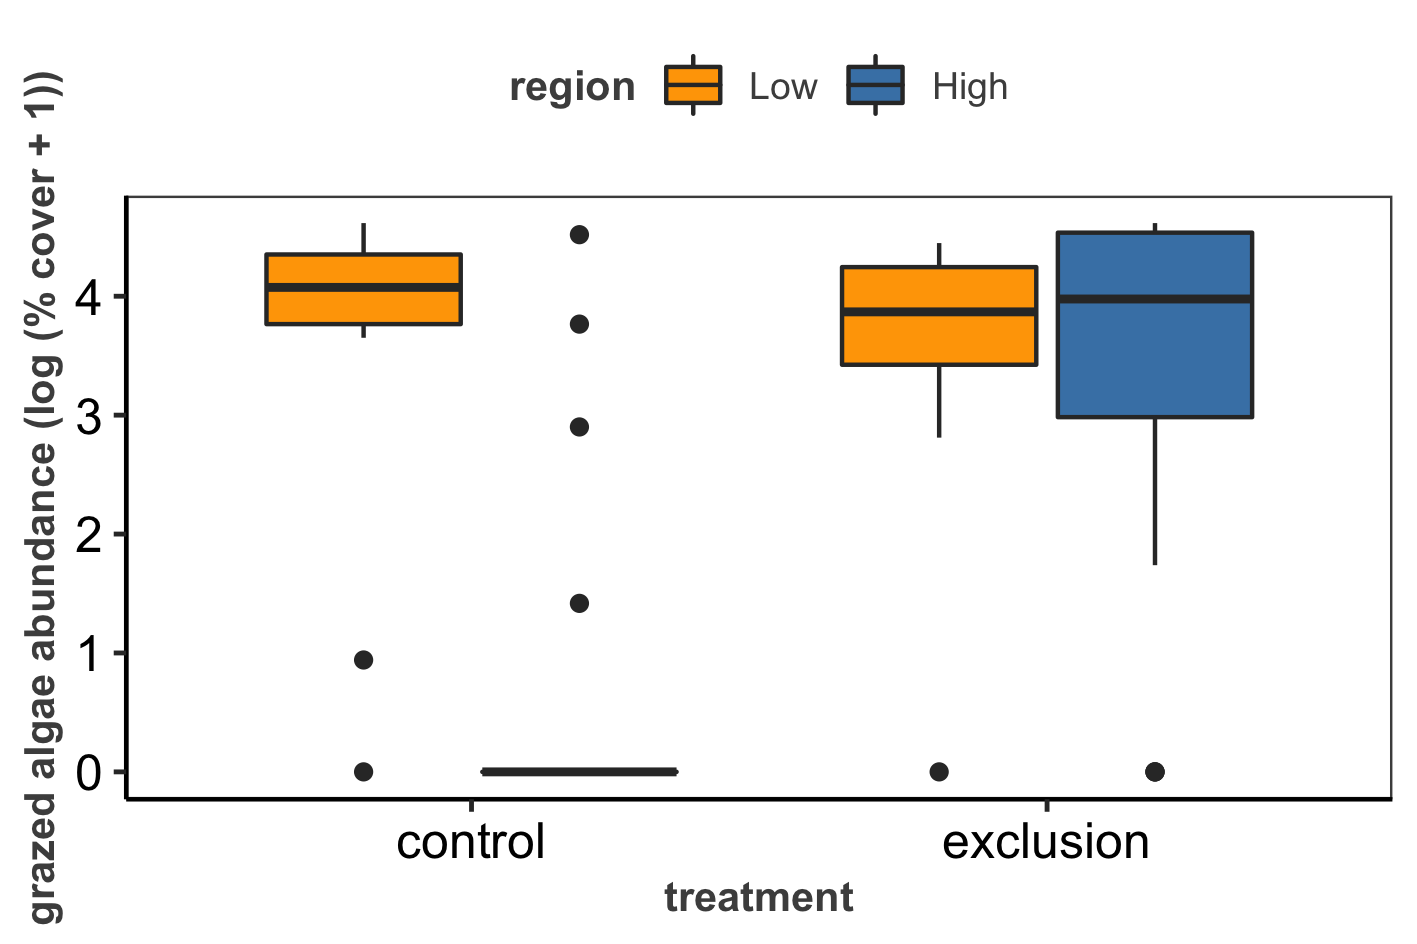 region Low High
grazed algae abundance (log (% cover + 1))
4
3
2
1
0
control exclusion
treatment